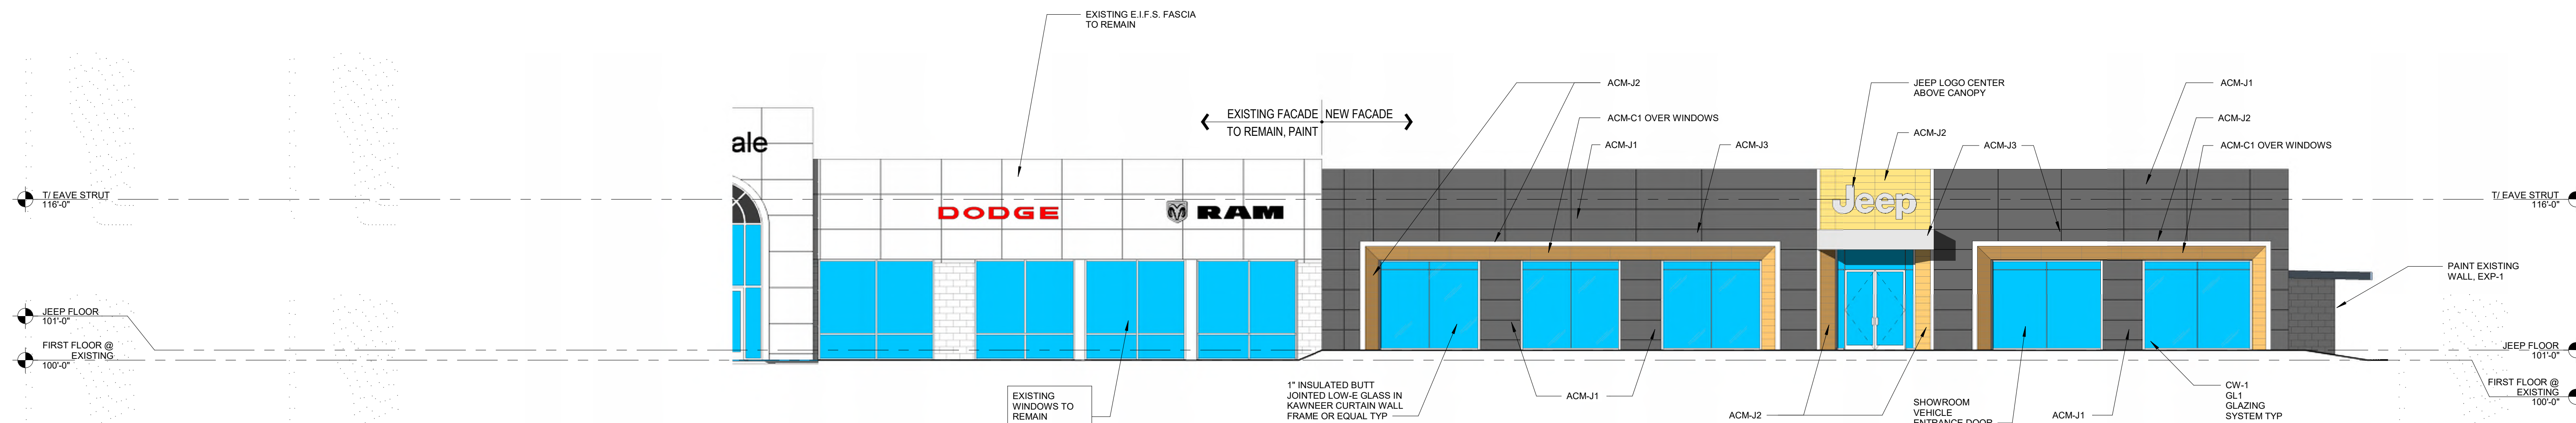 EXISTING E.I.F.S. FASCIA
TO REMAIN
ACM-J2
JEEP LOGO CENTER
ABOVE CANOPY
ACM-J1
EXISTING FACADE
NEW FACADE
TO REMAIN, PAINT
ACM-C1 OVER WINDOWS
ACM-J2
ACM-J2
ACM-J1
ACM-J3
ACM-J3
ACM-C1 OVER WINDOWS
ale
T/ EAVE STRUT
116'-0"
T/ EAVE STRUT
116'-0"
DODGE
RAM
Jeep
PAINT EXISTING
WALL, EXP-1
JEEP FLOOR
101'-0"
FIRST FLOOR @
EXISTING
100'-0"
JEEP FLOOR
101'-0"
FIRST FLOOR @
EXISTING
100'-0"
EXISTING
WINDOWS TO
REMAIN
1" INSULATED BUTT
JOINTED LOW-E GLASS IN
KAWNEER CURTAIN WALL
FRAME OR EQUAL TYP
ACM-J1
ACM-J2
SHOWROOM
VEHICLE
ENTRANCE DOOR
ACM-J1
CW-1
GL1
GLAZING
SYSTEM TYP